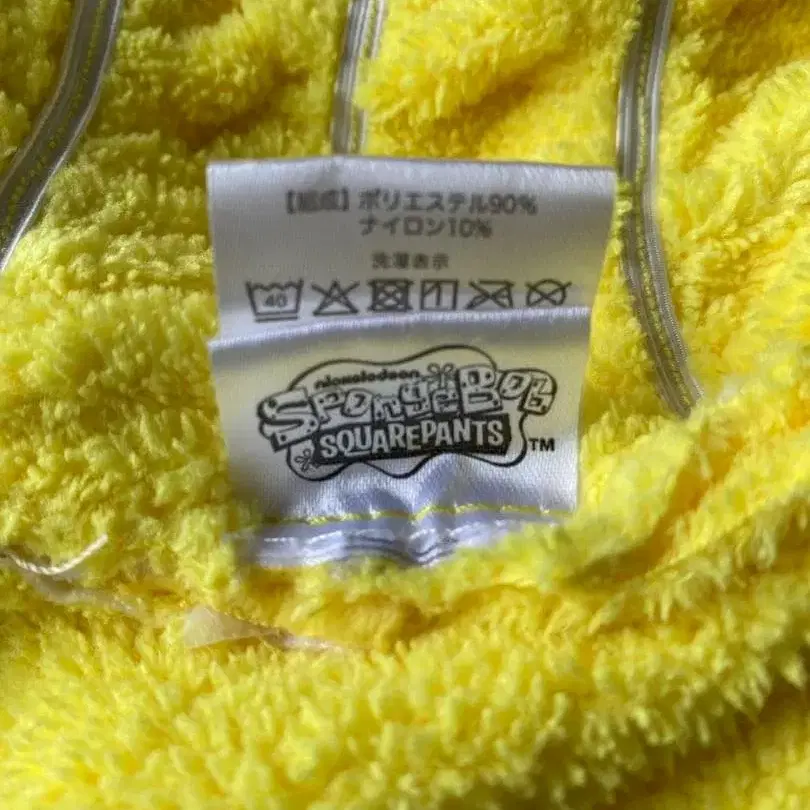 【組成】ポリエステル90%
ナイロン10%
洗濯表示
40
nickelodeon
SpongeBob
SQUAREPANTS TM